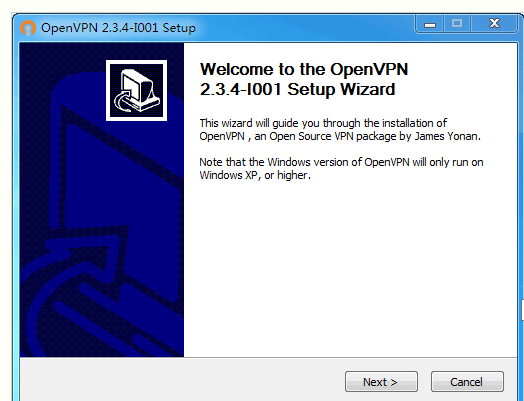 OpenVPN 2.3.4-I001 Setup
Welcome to the OpenVPN
2.3.4-I001 Setup Wizard
This wizard will guide you through the installation of
OpenVPN , an Open Source VPN package by James Yonan.
Note that the Windows version of OpenVPN will only run on
Windows XP, or higher.
Next >
Cancel